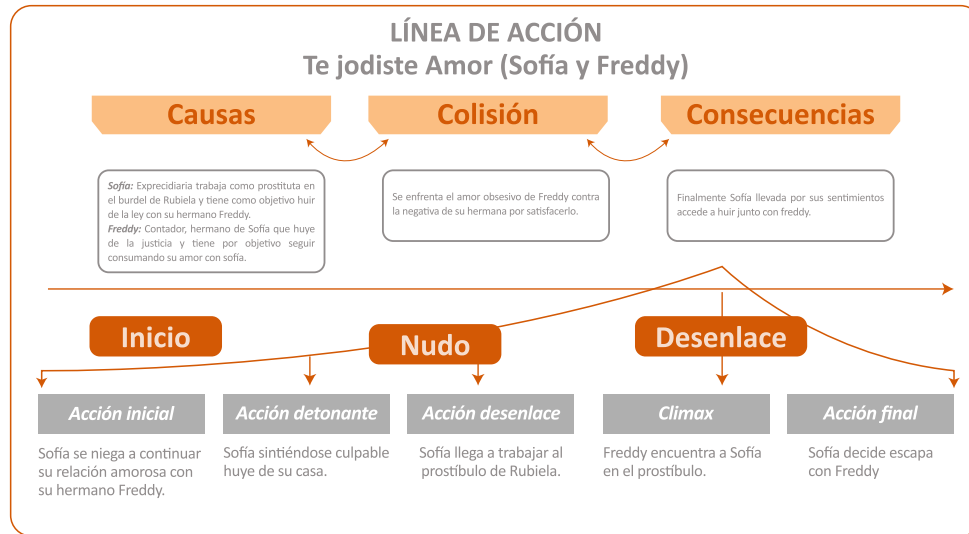 LÍNEA DE ACCIÓN
Te jodiste Amor (Sofía y Freddy)
Causas
Colisión
Consecuencias
Sofía: Exprecidiaria trabaja como prostituta en
el burdel de Rubiela y tiene como objetivo huir
de la ley con su hermano Freddy.
Freddy: Contador, hermano de Sofía que huye
de la justicia y tiene por objetivo seguir
consumando su amor con sofía.
Se enfrenta el amor obsesivo de Freddy contra
la negativa de su hermana por satisfacerlo.
Finalmente Sofía llevada por sus sentimientos
accede a huir junto con freddy.
Inicio
Nudo
Desenlace
Acción inicial
Sofía se niega a continuar
su relación amorosa con
su hermano Freddy.
Acción detonante
Sofía sintiéndose culpable
huye de su casa.
Acción desenlace
Sofía llega a trabajar al
prostíbulo de Rubiela.
Climax
Freddy encuentra a Sofía
en el prostíbulo.
Acción final
Sofía decide escapa
con Freddy